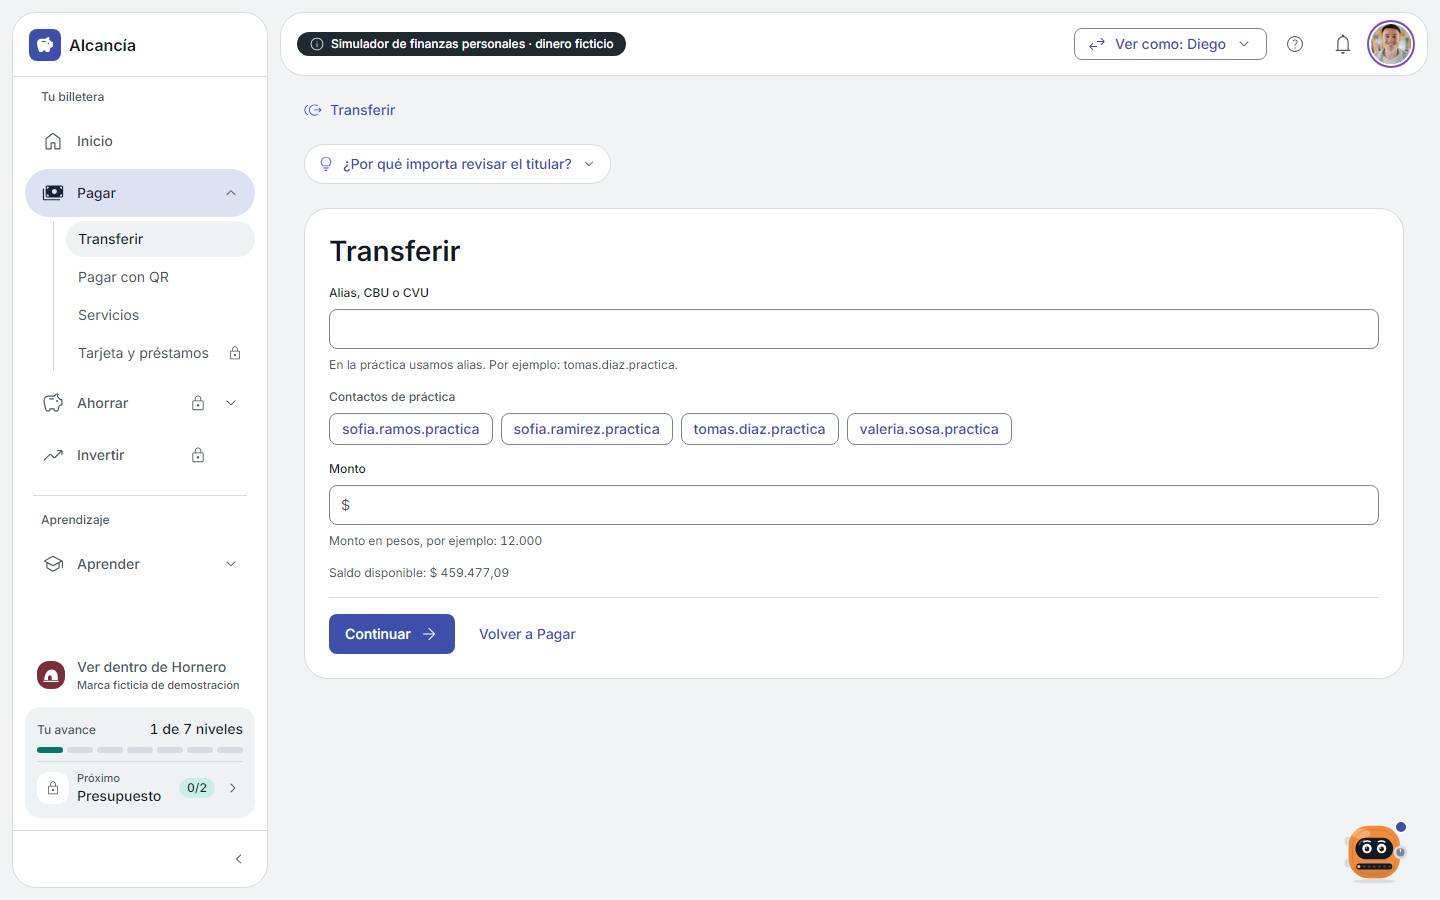 Alcancía
Simulador de finanzas personales · dinero ficticio
Ver como: Diego
Tu billetera
Inicio
Pagar
Transferir
Pagar con QR
Servicios
Tarjeta y préstamos
Ahorrar
Invertir
Aprendizaje
Aprender
Ver dentro de Hornero
Marca ficticia de demostración
Tu avance
1 de 7 niveles
Próximo
Presupuesto
0/2
Transferir
¿Por qué importa revisar el titular?
Transferir
Alias, CBU o CVU
En la práctica usamos alias. Por ejemplo: tomas.diaz.practica.
Contactos de práctica
sofia.ramos.practica
sofia.ramirez.practica
tomas.diaz.practica
valeria.sosa.practica
Monto
$
Monto en pesos, por ejemplo: 12.000
Saldo disponible: $ 459.477,09
Continuar
Volver a Pagar